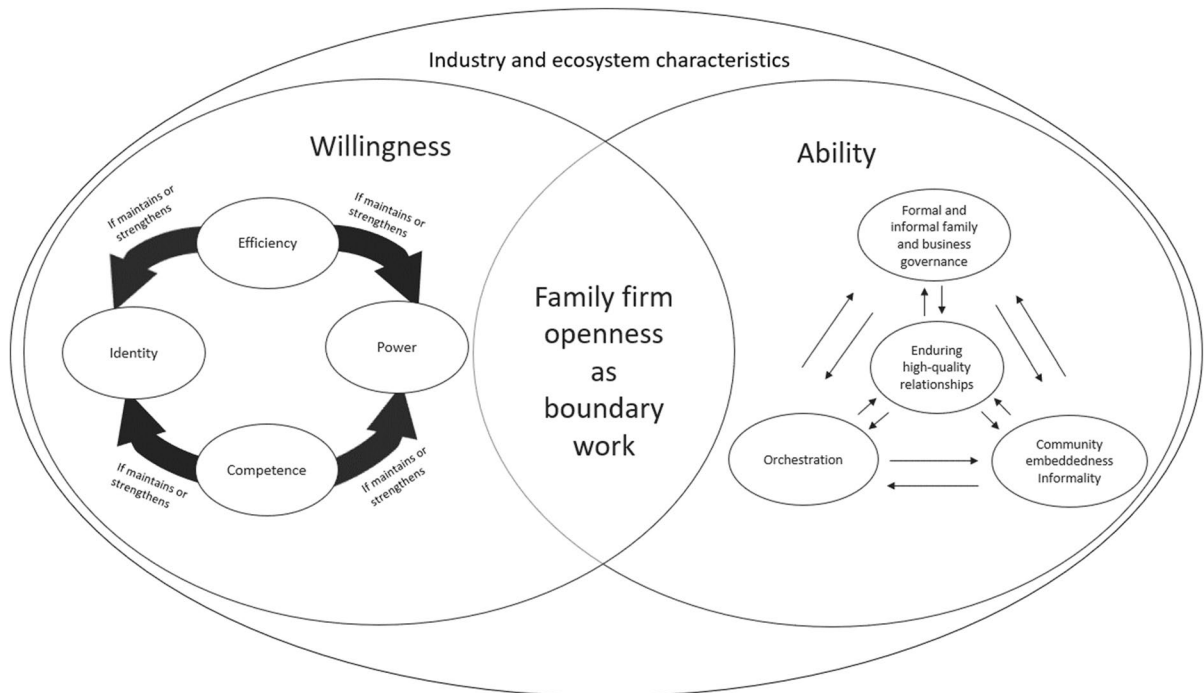 Industry and ecosystem characteristics
Willingness
If maintains or
strengthens
If maintains or
strengthens
Efficiency
Identity
Power
Competence
If maintains or
strengthens
If maintains or
strengthens
Family firm
openness
as
boundary
work
Ability
Formal and
informal family
and business
governance
Enduring
high-quality
relationships
Orchestration
Community
embeddedness
Informality